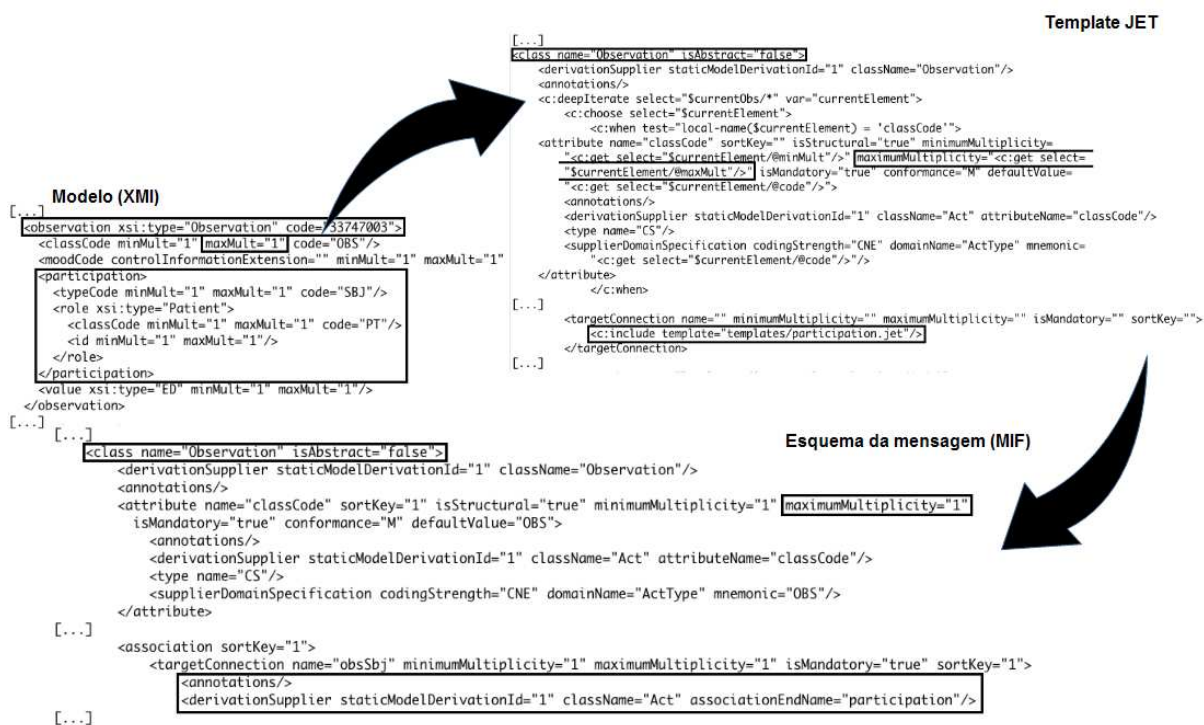 Template JET
[...]
<class name="Observation" isAbstract="false">
<derivationSupplier staticModelDerivationId="1" className="Observation"/>
<annotations/>
<c:deepIterate select="$currentObs/*" var="currentElement">
<c:choose select="$currentElement">
<c:when test="local-name($currentElement) = 'classCode'">
<attribute name="classCode" sortKey="" isStructural="true" minimumMultiplicity=
"<c:get select="$currentElement/@minMult"/>" maximumMultiplicity="<c:get select=
"$currentElement/@maxMult"/>" isMandatory="true" conformance="M" defaultValue=
"<c:get select="$currentElement/@code"/>">
<annotations/>
<derivationSupplier staticModelDerivationId="1" className="Act" attributeName="classCode"/>
<type name="CS"/>
<supplierDomainSpecification codingStrength="CNE" domainName="ActType" mnemonic=
"<c:get select="$currentElement/@code"/>"/>
</attribute>
</c:when>
[...]
<targetConnection name="" minimumMultiplicity="" maximumMultiplicity="" isMandatory="" sortKey="">
<c:include template="templates/participation.jet"/>
</targetConnection>
[...]
Modelo (XMI)
[...]
<observation xsi:type="Observation" code="33747003">
<classCode minMult="1" maxMult="1" code="OBS"/>
<moodCode controlInformationExtension="" minMult="1" maxMult="1"
<participation>
<typeCode minMult="1" maxMult="1" code="SBJ"/>
<role xsi:type="Patient">
<classCode minMult="1" maxMult="1" code="PT"/>
<id minMult="1" maxMult="1"/>
</role>
</participation>
<value xsi:type="ED" minMult="1" maxMult="1"/>
</observation>
[...]
Esquema da mensagem (MIF)
[...]
<class name="Observation" isAbstract="false">
<derivationSupplier staticModelDerivationId="1" className="Observation"/>
<annotations/>
<attribute name="classCode" sortKey="1" isStructural="true" minimumMultiplicity="1" maximumMultiplicity="1"
isMandatory="true" conformance="M" defaultValue="OBS">
<annotations/>
<derivationSupplier staticModelDerivationId="1" className="Act" attributeName="classCode"/>
<type name="CS"/>
<supplierDomainSpecification codingStrength="CNE" domainName="ActType" mnemonic="OBS"/>
</attribute>
[...]
<association sortKey="1">
<targetConnection name="obsSbj" minimumMultiplicity="1" maximumMultiplicity="1" isMandatory="true" sortKey="1">
<annotations/>
<derivationSupplier staticModelDerivationId="1" className="Act" associationEndName="participation"/>
[...]